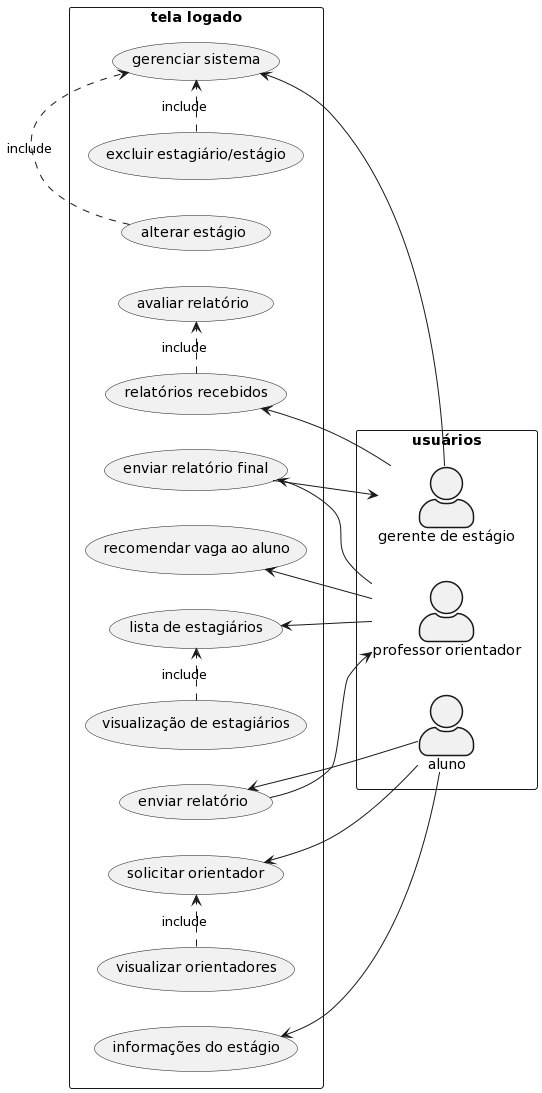 tela logado
gerenciar sistema
include
excluir estagiário/estágio
include
alterar estágio
avaliar relatório
include
relatórios recebidos
enviar relatório final
recomendar vaga ao aluno
lista de estagiários
include
visualização de estagiários
enviar relatório
solicitar orientador
include
visualizar orientadores
informações do estágio
usuários
gerente de estágio
professor orientador
aluno